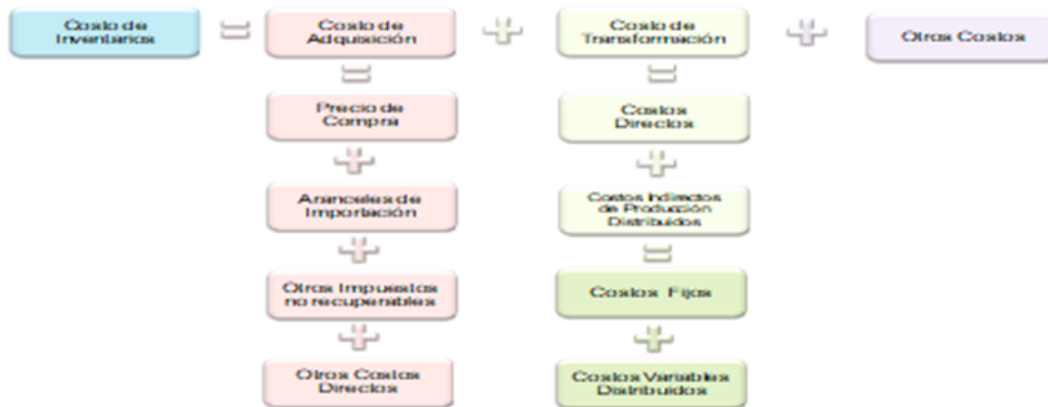 Costo de
Inventarios
=
Costo de
Adquisición
+
Costo de
Transformación
+
Otros Costos
=
Precio de
Compra
+
Aranceles de
Importación
+
Otros Impuestos
no recuperables
+
Otros Costos
Directos
=
Costos
Directos
+
Costos Indirectos
de Producción
Distribuidos
=
Costos Fijos
+
Costos Variables
Distribuidos